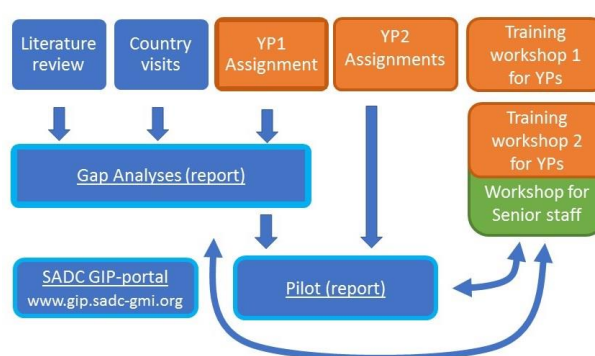 Literature
review
Country
visits
YP1
Assignment
YP2
Assignments
Training
workshop 1
for YPs
Training
workshop 2
for YPs
Workshop for
Senior staff
Gap Analyses (report)
SADC GIP-portal
www.gip.sadc-gmi.org
Pilot (report)